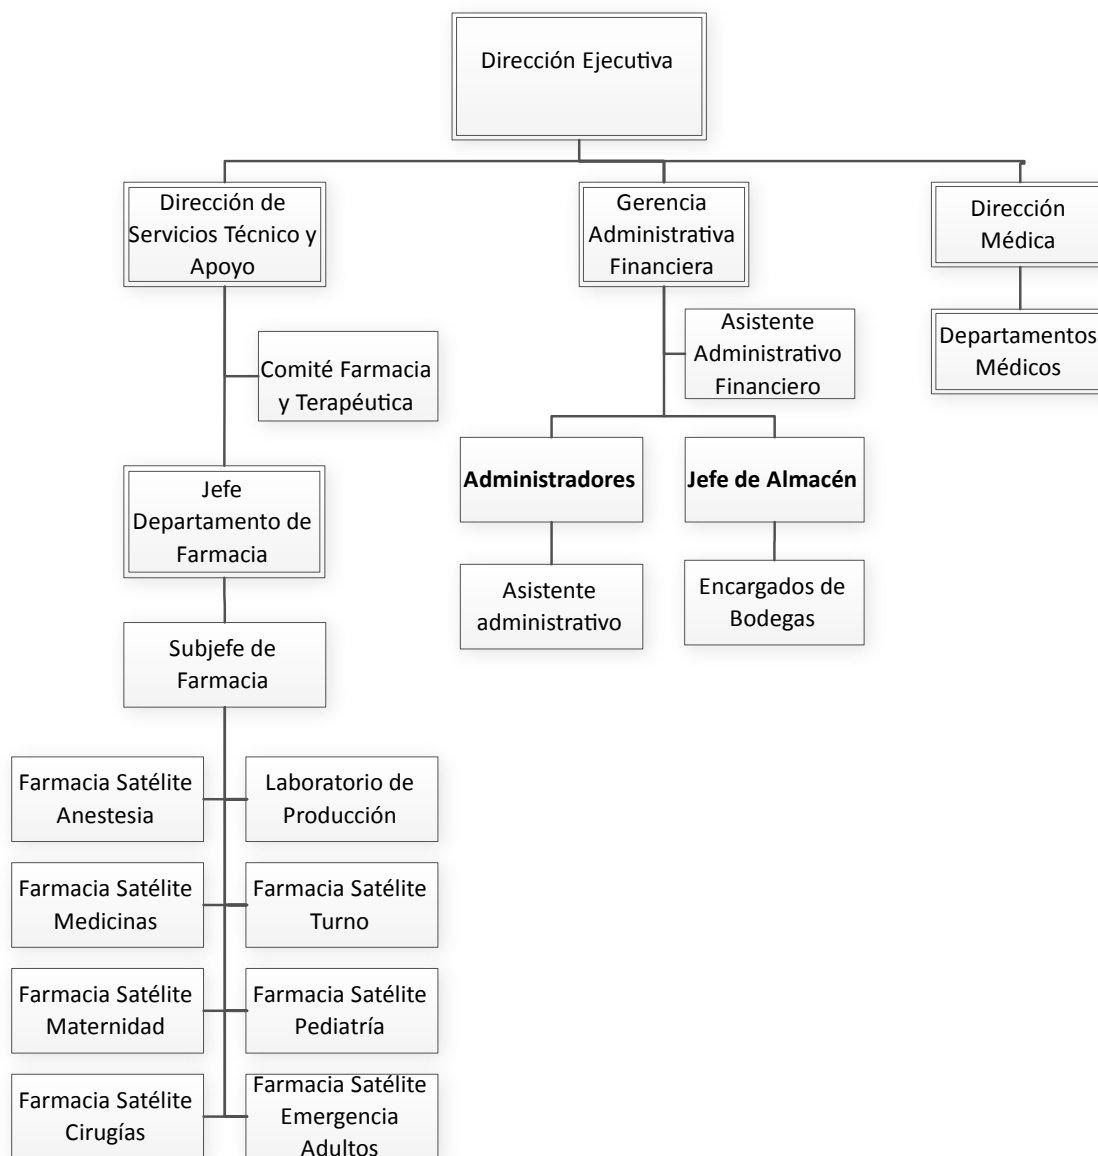 Dirección Ejecutiva
Dirección de
Servicios Técnico y
Apoyo
Gerencia
Administrativa
Financiera
Dirección
Médica
Asistente
Administrativo
Financiero
Departamentos
Médicos
Comité Farmacia
y Terapéutica
Administradores
Jefe de Almacén
Jefe
Departamento de
Farmacia
Asistente
administrativo
Encargados de
Bodegas
Subjefe de
Farmacia
Farmacia Satélite
Anestesia
Laboratorio de
Producción
Farmacia Satélite
Medicinas
Farmacia Satélite
Turno
Farmacia Satélite
Maternidad
Farmacia Satélite
Pediatría
Farmacia Satélite
Cirugías
Farmacia Satélite
Emergencia
Adultos